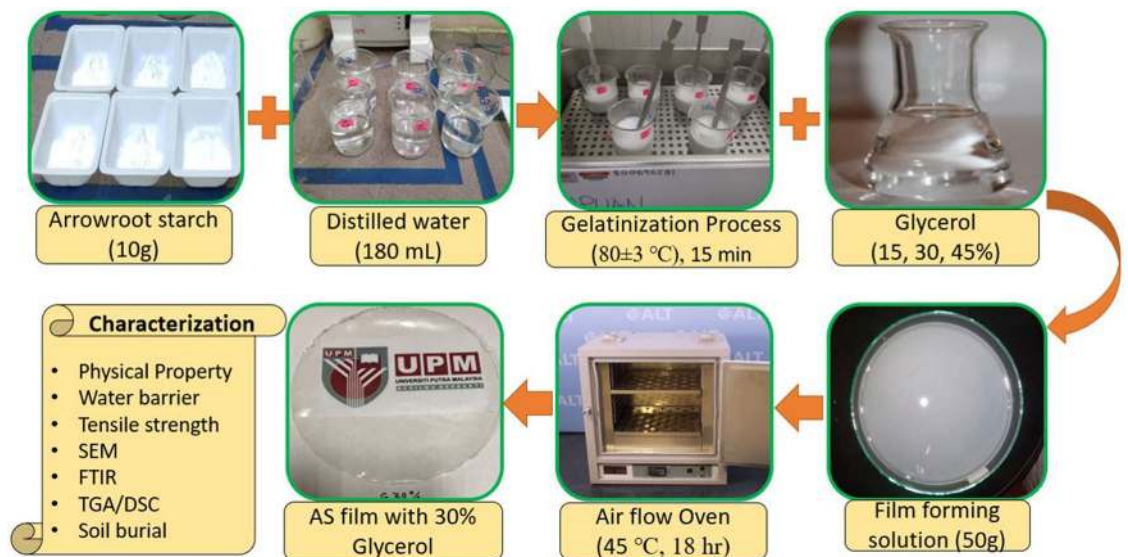 Arrowroot starch
(10g)
Distilled water
(180 mL)
Gelatinization Process
(80±3 °C), 15 min
Glycerol
(15, 30, 45%)
Characterization
• Physical Property
• Water barrier
• Tensile strength
• SEM
• FTIR
• TGA/DSC
• Soil burial
UPM
UPM
UNIVERSITI PUTRA MALAYSIA
AS film with 30%
Glycerol
ALT
Air flow Oven
(45 °C, 18 hr)
Film forming
solution (50g)